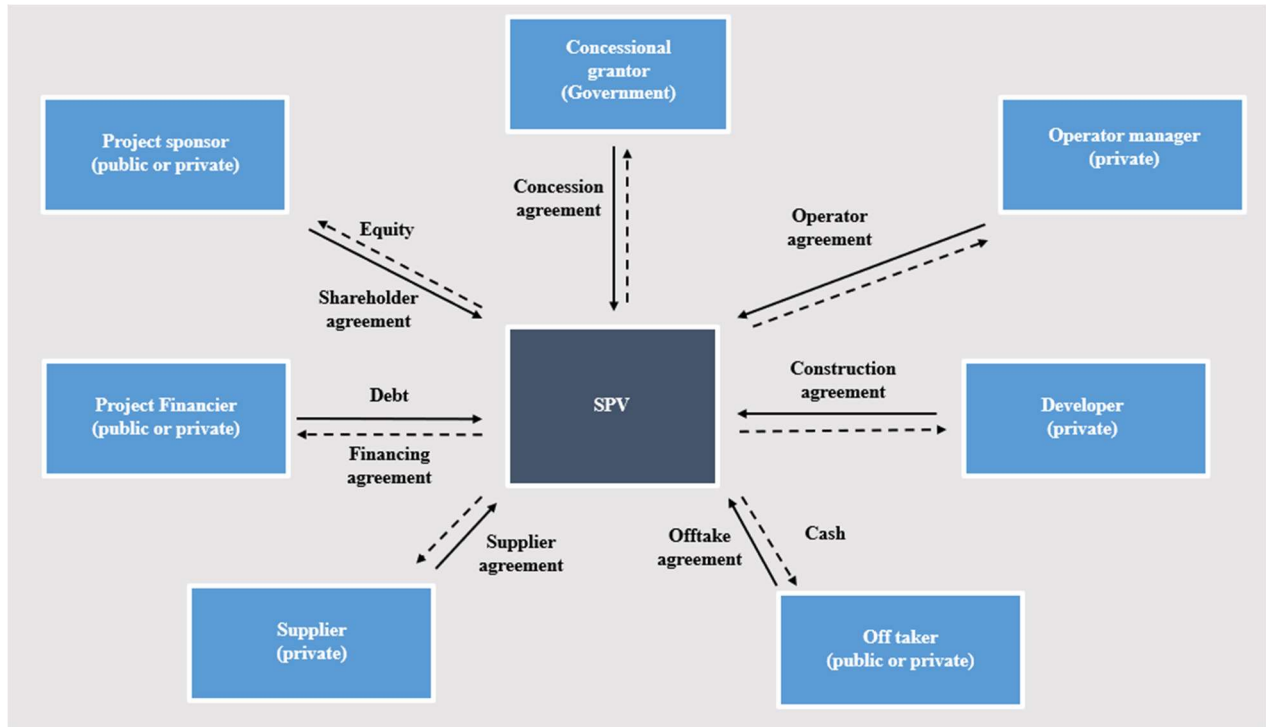 Concessional
grantor
(Government)
Project sponsor
(public or private)
Operator manager
(private)
Concession
agreement
Equity
Operator
agreement
Shareholder
agreement
Project Financier
(public or private)
Debt
Financing
agreement
SPV
Construction
agreement
Developer
(private)
Supplier
agreement
Offtake
agreement
Cash
Supplier
(private)
Off taker
(public or private)